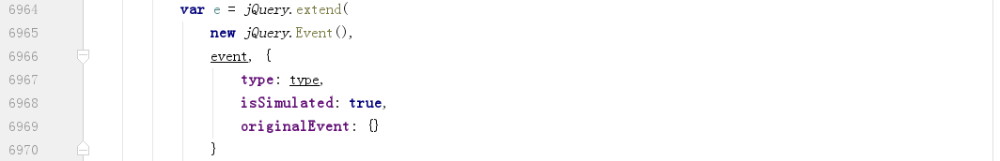 6964 var e = jQuery.extend(
6965 new jQuery.Event(),
6966 event, {
6967 type: type,
6968 isSimulated: true,
6969 originalEvent: {}
6970 }